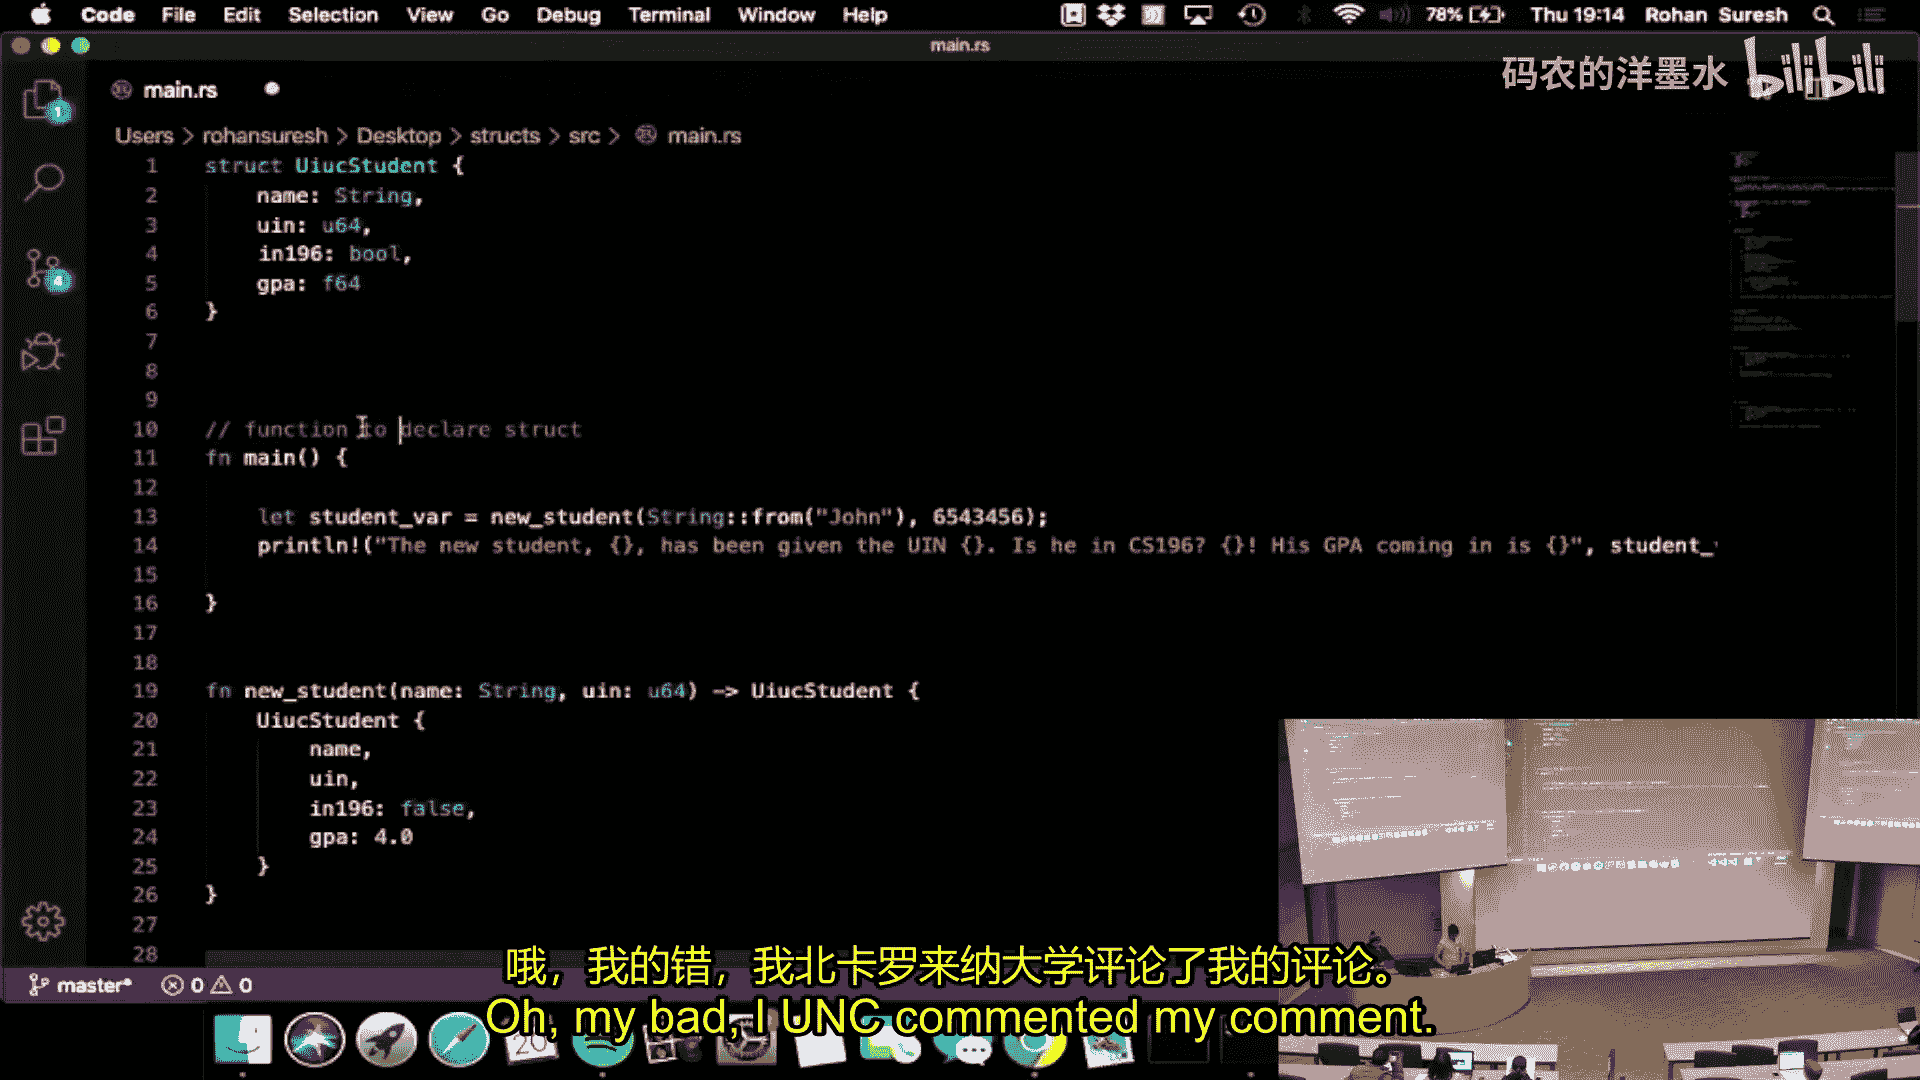 Code File Edit Selection View Go Debug Terminal Window Help 78% Thu 19:14 Rohan Suresh
main.rs
码农的洋墨水 bilibili
main.rs
1
Users > rohansuresh > Desktop > structs > src > main.rs
1 struct UiucStudent {
2 name: String,
3 uin: u64,
4 in196: bool,
4
5 gpa: f64
6 }
7
8
9
10 // function to declare struct
11 fn main() {
12
13 let student_var = new_student(String::from("John"), 6543456);
14 println!("The new student, {}, has been given the UIN {}. Is he in CS196? {}! His GPA coming in is {}", student_
15
16 }
17
18
19 fn new_student(name: String, uin: u64) -> UiucStudent {
20 UiucStudent {
21 name,
22 uin,
23 in196: false,
24 gpa: 4.0
25 }
26 }
27
28
哦，我的错，我北卡罗来纳大学评论了我的评论。
master* 0 0
Oh, my bad, I UNC commented my comment.
20